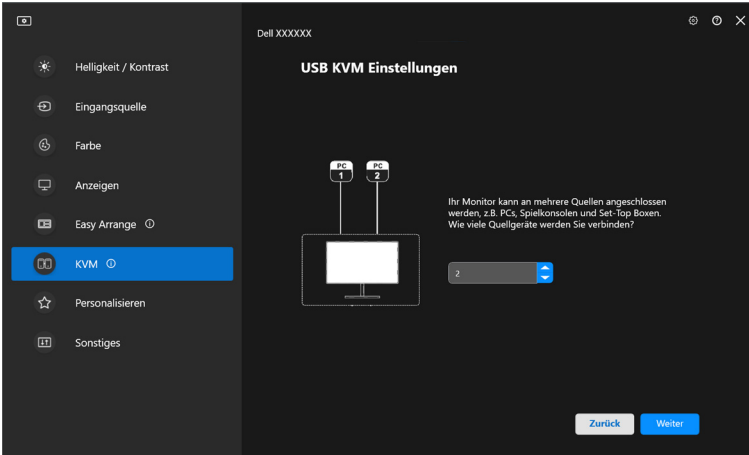 Dell XXXXXX
Helligkeit / Kontrast
Eingangsquelle
Farbe
Anzeigen
Easy Arrange
KVM
Personalisieren
Sonstiges
USB KVM Einstellungen
PC
1
PC
2
Ihr Monitor kann an mehrere Quellen angeschlossen
werden, z.B. PCs, Spielkonsolen und Set-Top Boxen.
Wie viele Quellgeräte werden Sie verbinden?
2
Zurück
Weiter